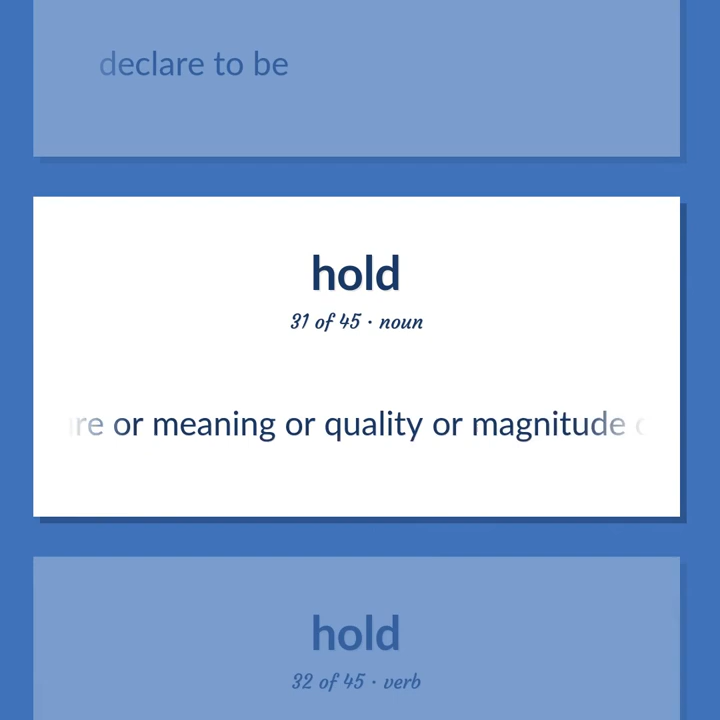 declare to be
hold
31 of 45 · noun
or meaning or quality or magnitude
hold
32 of 45 · verb